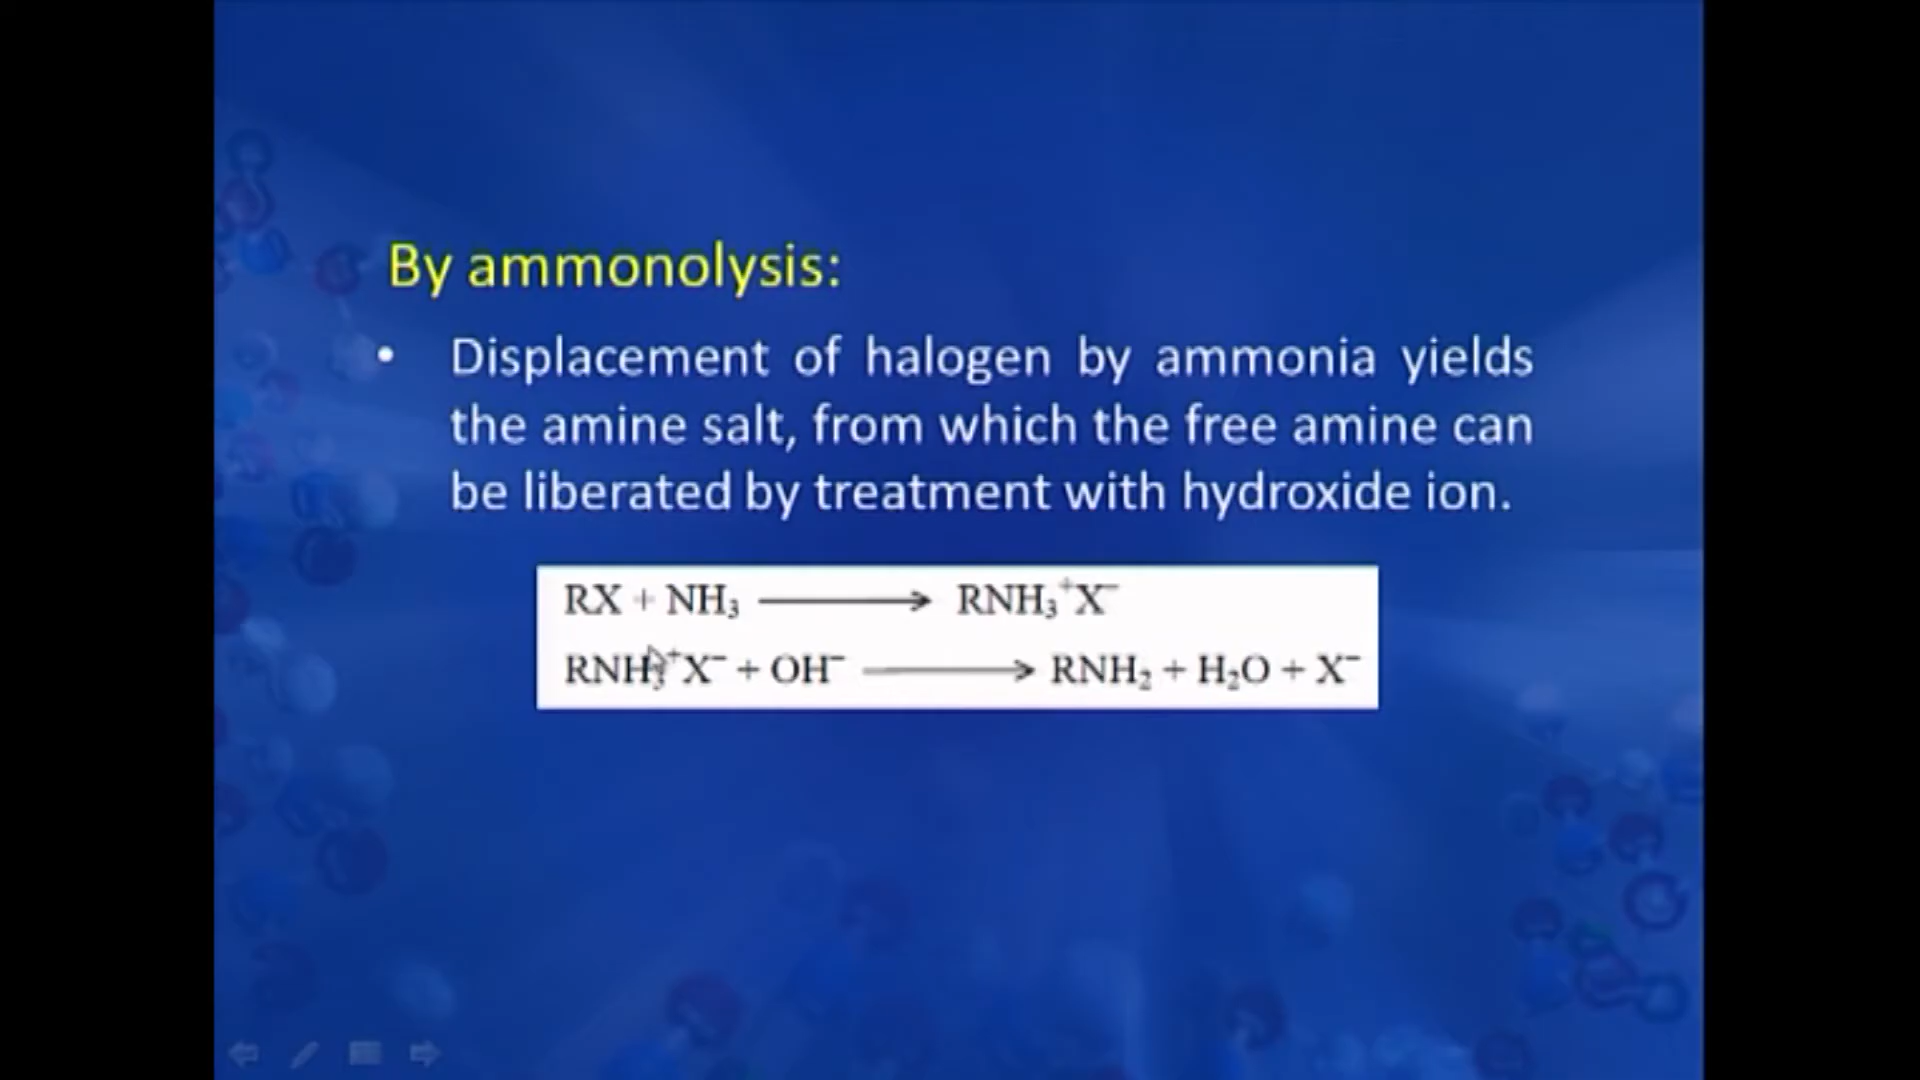 By ammonolysis:
• Displacement of halogen by ammonia yields
the amine salt, from which the free amine can
be liberated by treatment with hydroxide ion.
RX + NH₃ ⟶ RNH₃⁺X⁻
RNH₃⁺X⁻ + OH⁻ ⟶ RNH₂ + H₂O + X⁻